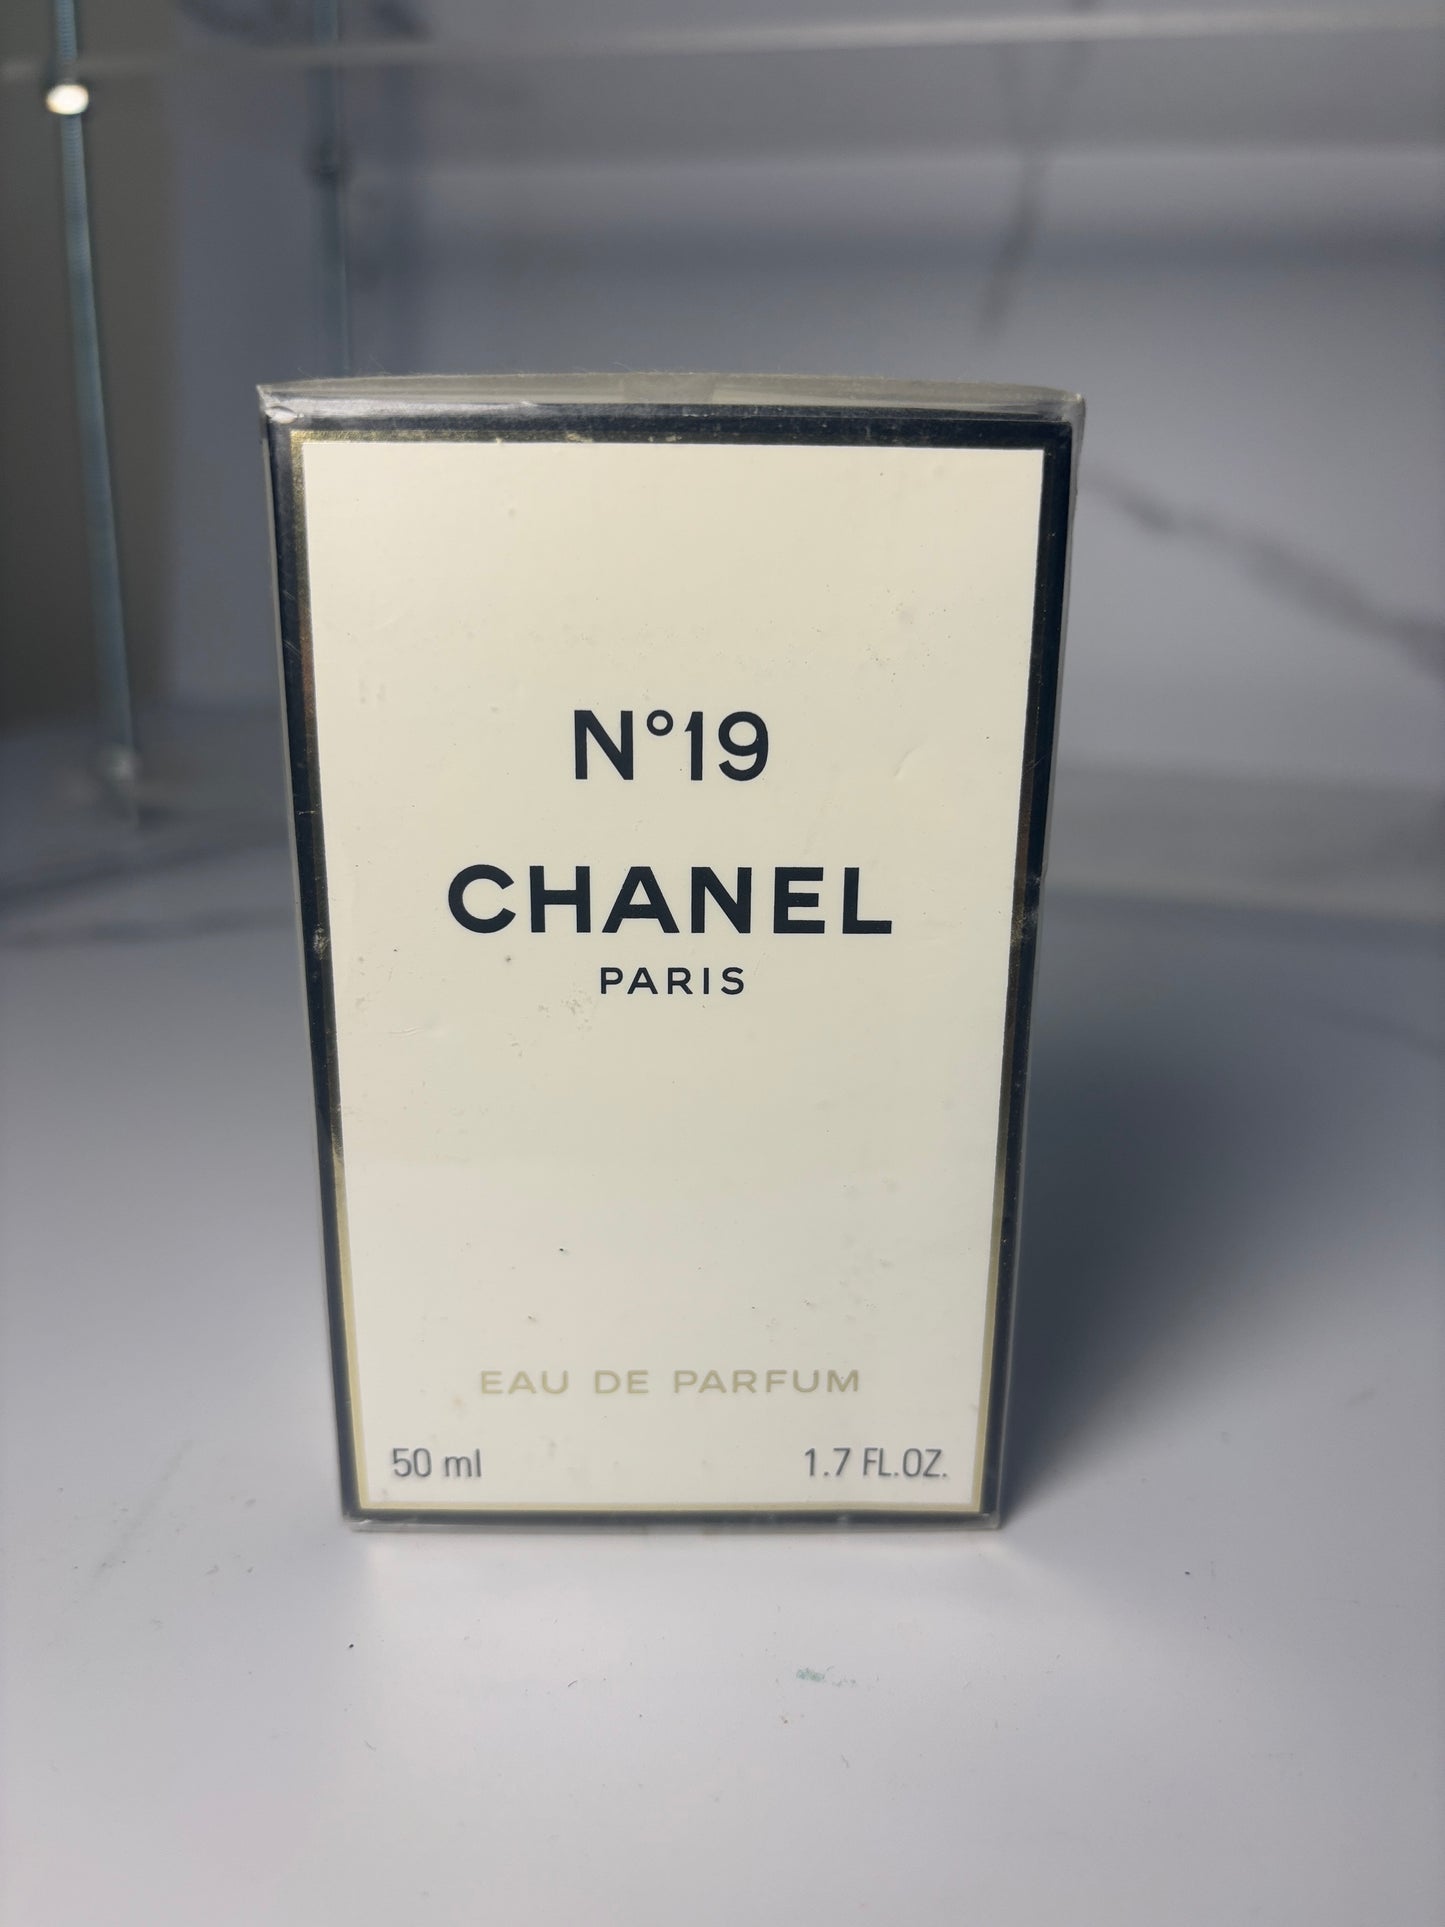 N°19
CHANEL
PARIS
EAU DE PARFUM
50 ml 1.7 FL.OZ.